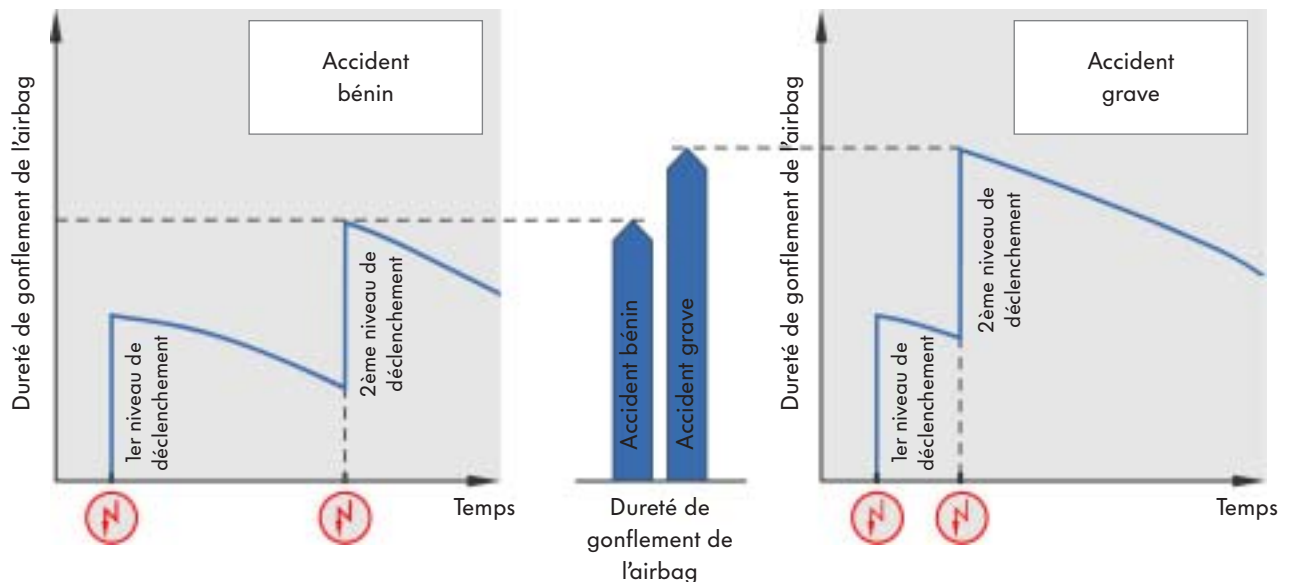 Accident
bénin
Dureté de gonflement de l'airbag
1er niveau de
déclenchement
2ème niveau de
déclenchement
Temps
Accident bénin
Accident grave
Dureté de
gonflement de
l'airbag
Accident
grave
Dureté de gonflement de l'airbag
1er niveau de
déclenchement
2ème niveau de
déclenchement
Temps